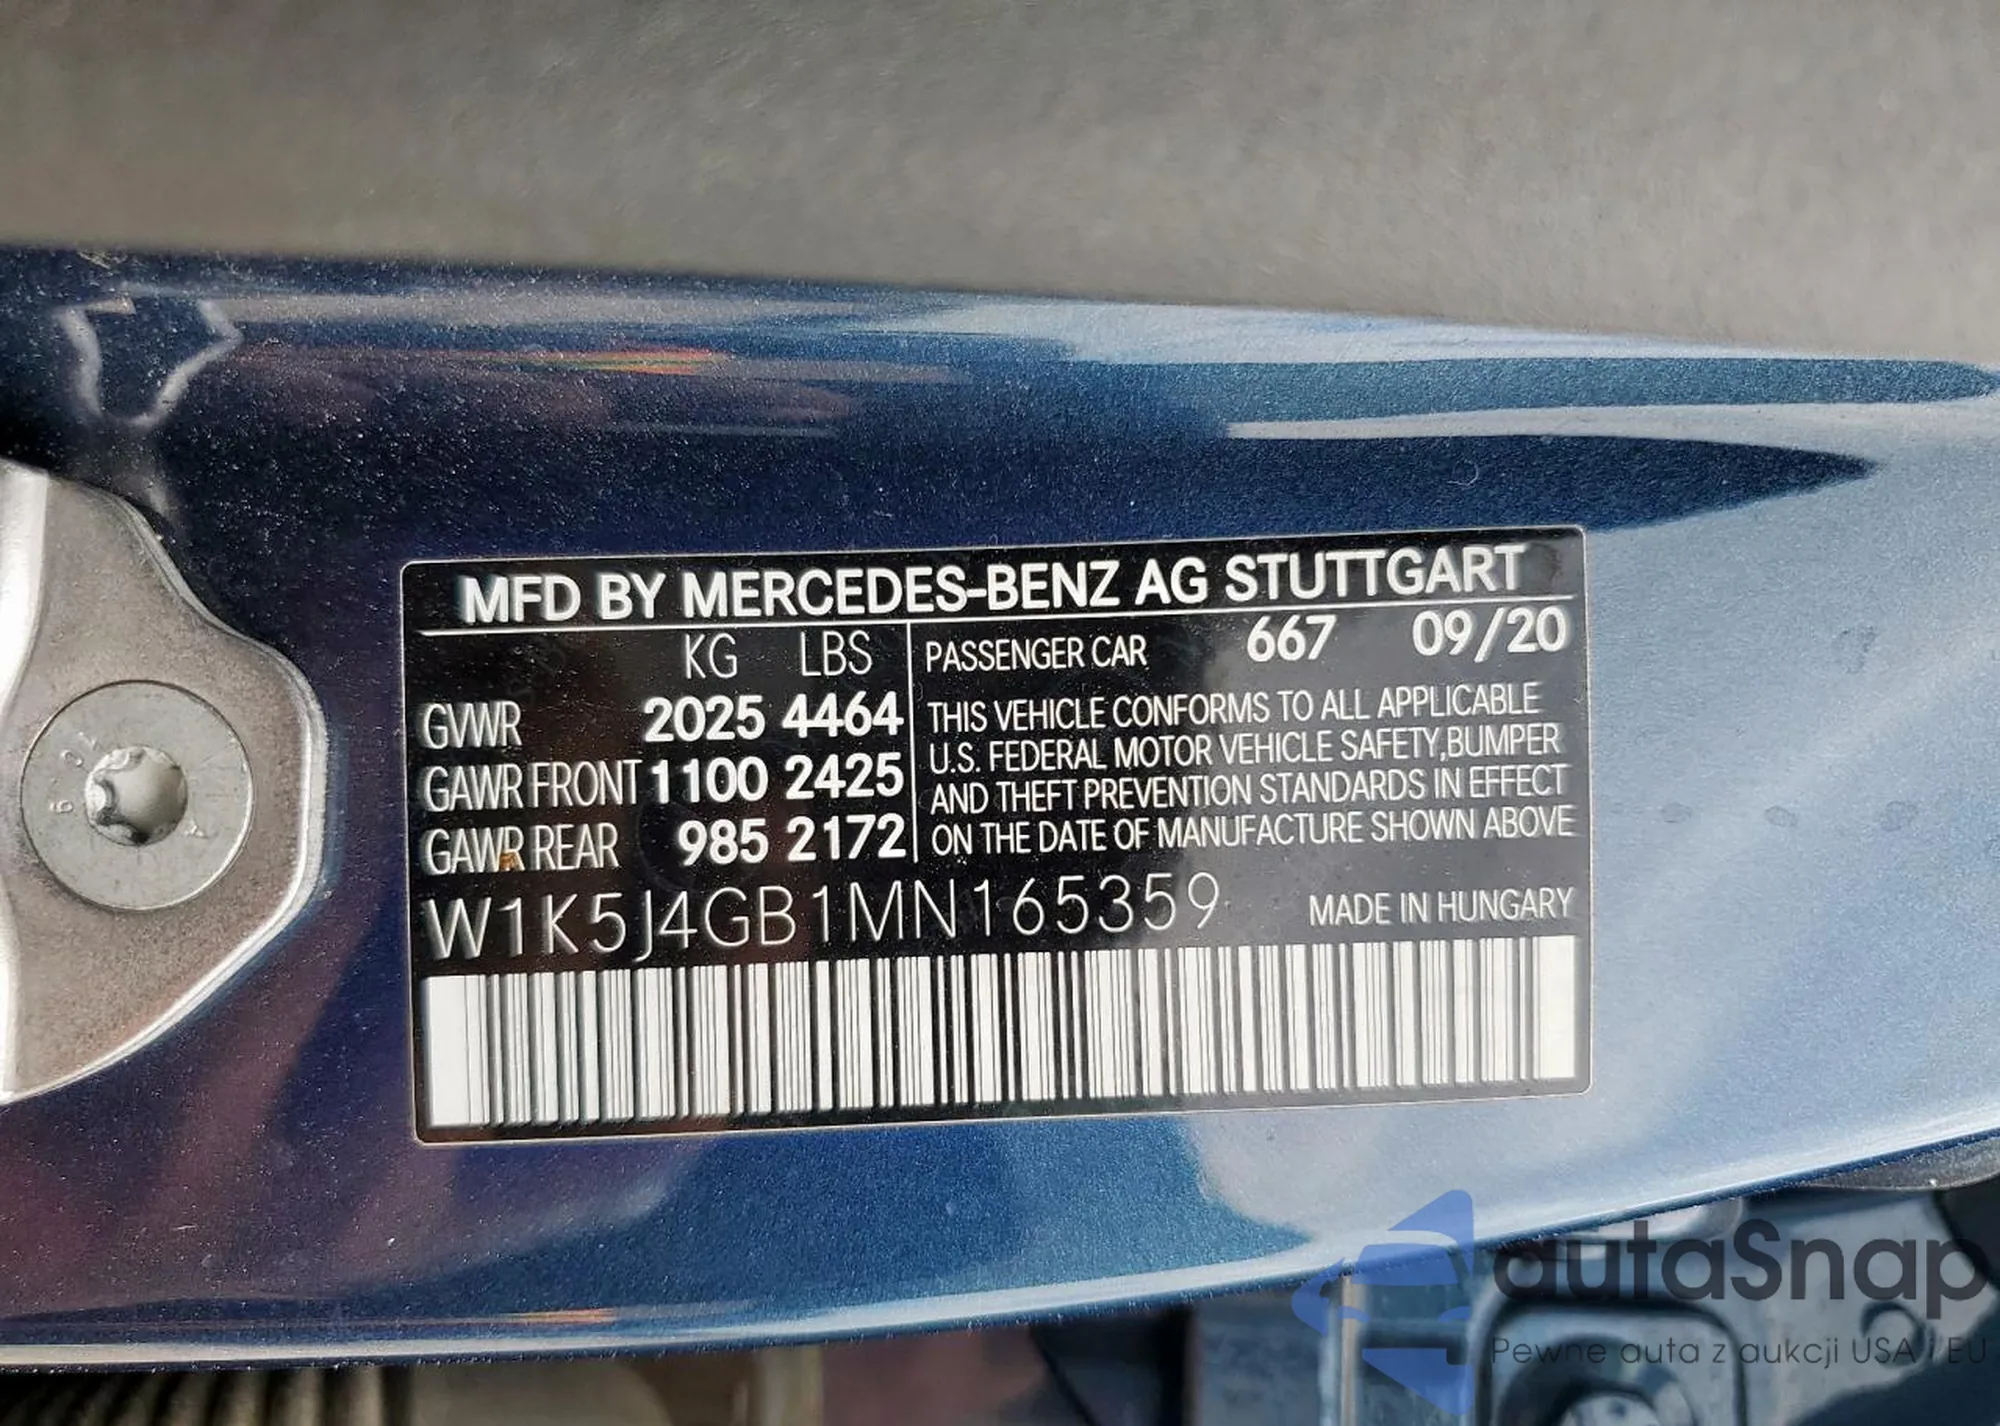 MFD BY MERCEDES-BENZ AG STUTTGART
KG LBS
GVWR 2025 4464
GAWR FRONT 1100 2425
GAWR REAR 985 2172
PASSENGER CAR 667 09/20
THIS VEHICLE CONFORMS TO ALL APPLICABLE
U.S. FEDERAL MOTOR VEHICLE SAFETY,BUMPER
AND THEFT PREVENTION STANDARDS IN EFFECT
ON THE DATE OF MANUFACTURE SHOWN ABOVE
W1K5J4GB1MN165359 MADE IN HUNGARY
autaSnap
Pewne auta z aukcji USA i EU